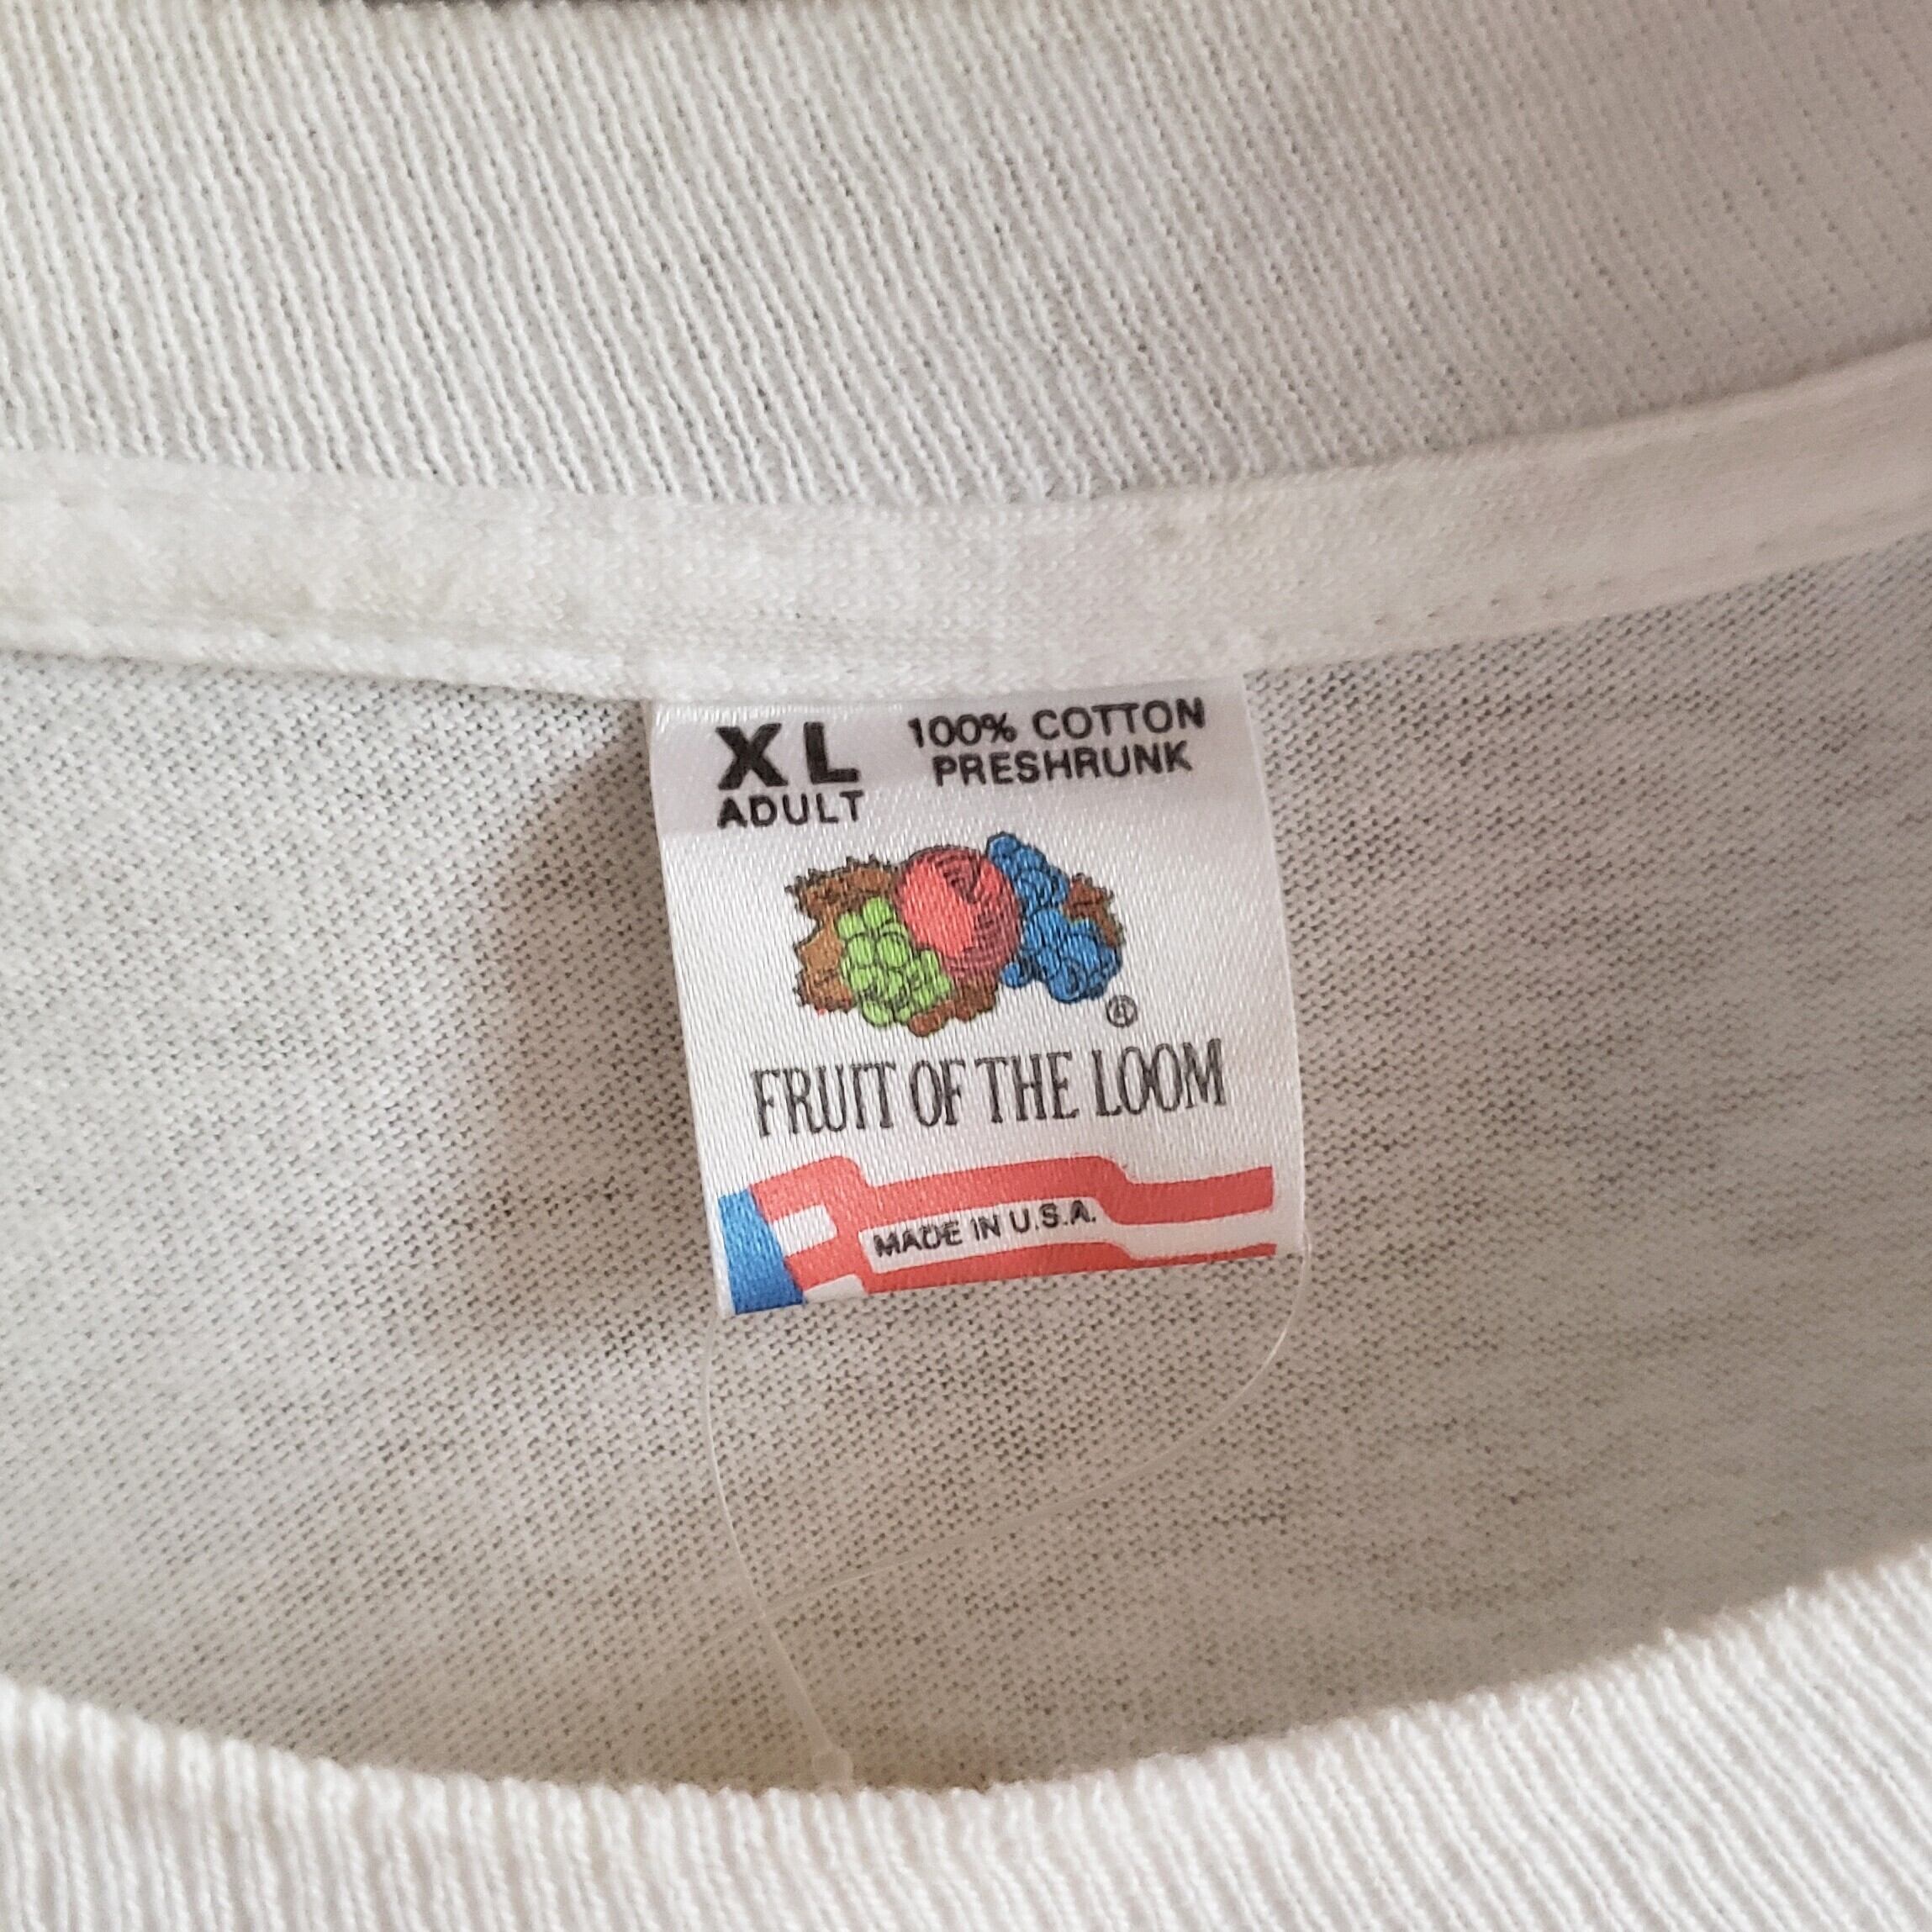 XL
ADULT
100% COTTON
PRESHRUNK
®
FRUIT OF THE LOOM
MADE IN U.S.A.